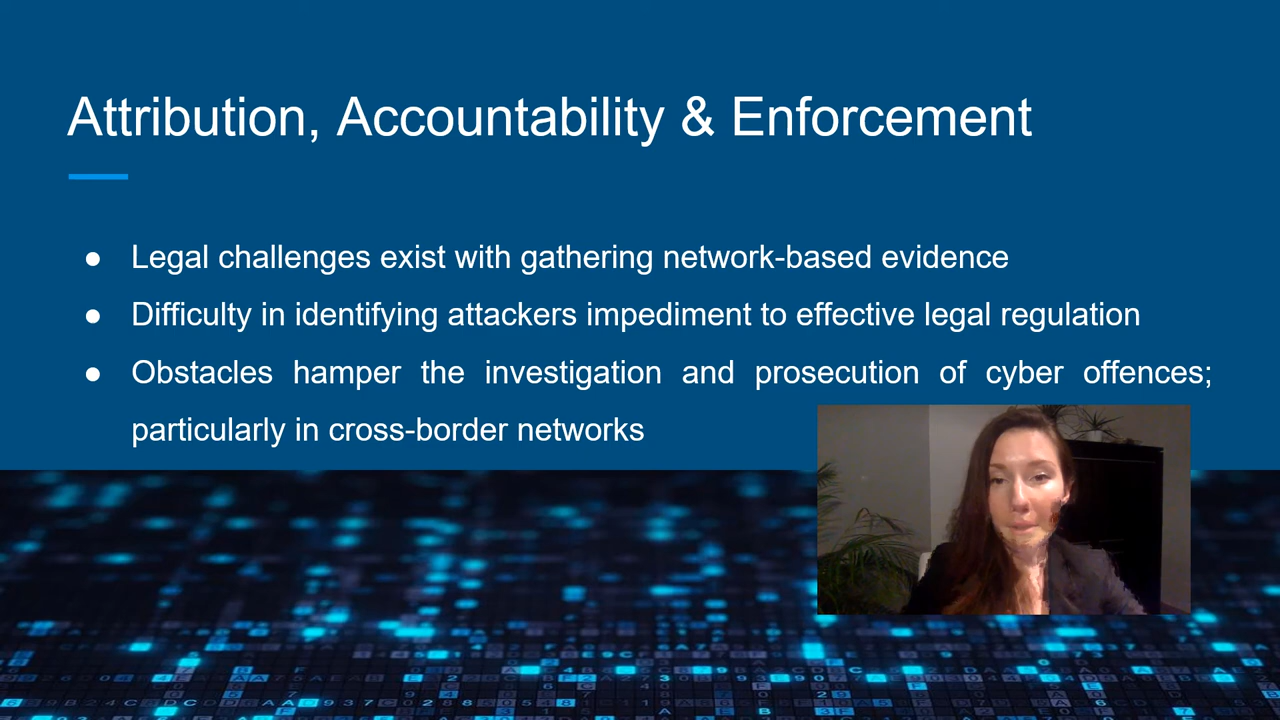 Attribution, Accountability & Enforcement
● Legal challenges exist with gathering network-based evidence
● Difficulty in identifying attackers impediment to effective legal regulation
● Obstacles hamper the investigation and prosecution of cyber offences;
particularly in cross-border networks